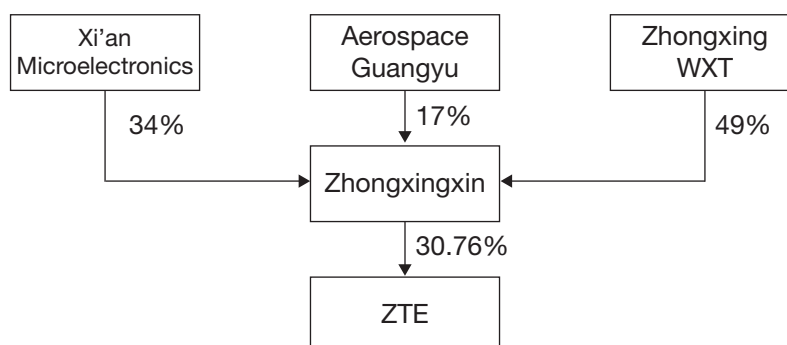 Xi’an
Microelectronics
Aerospace
Guangyu
Zhongxing
WXT
34%
17%
49%
Zhongxingxin
30.76%
ZTE